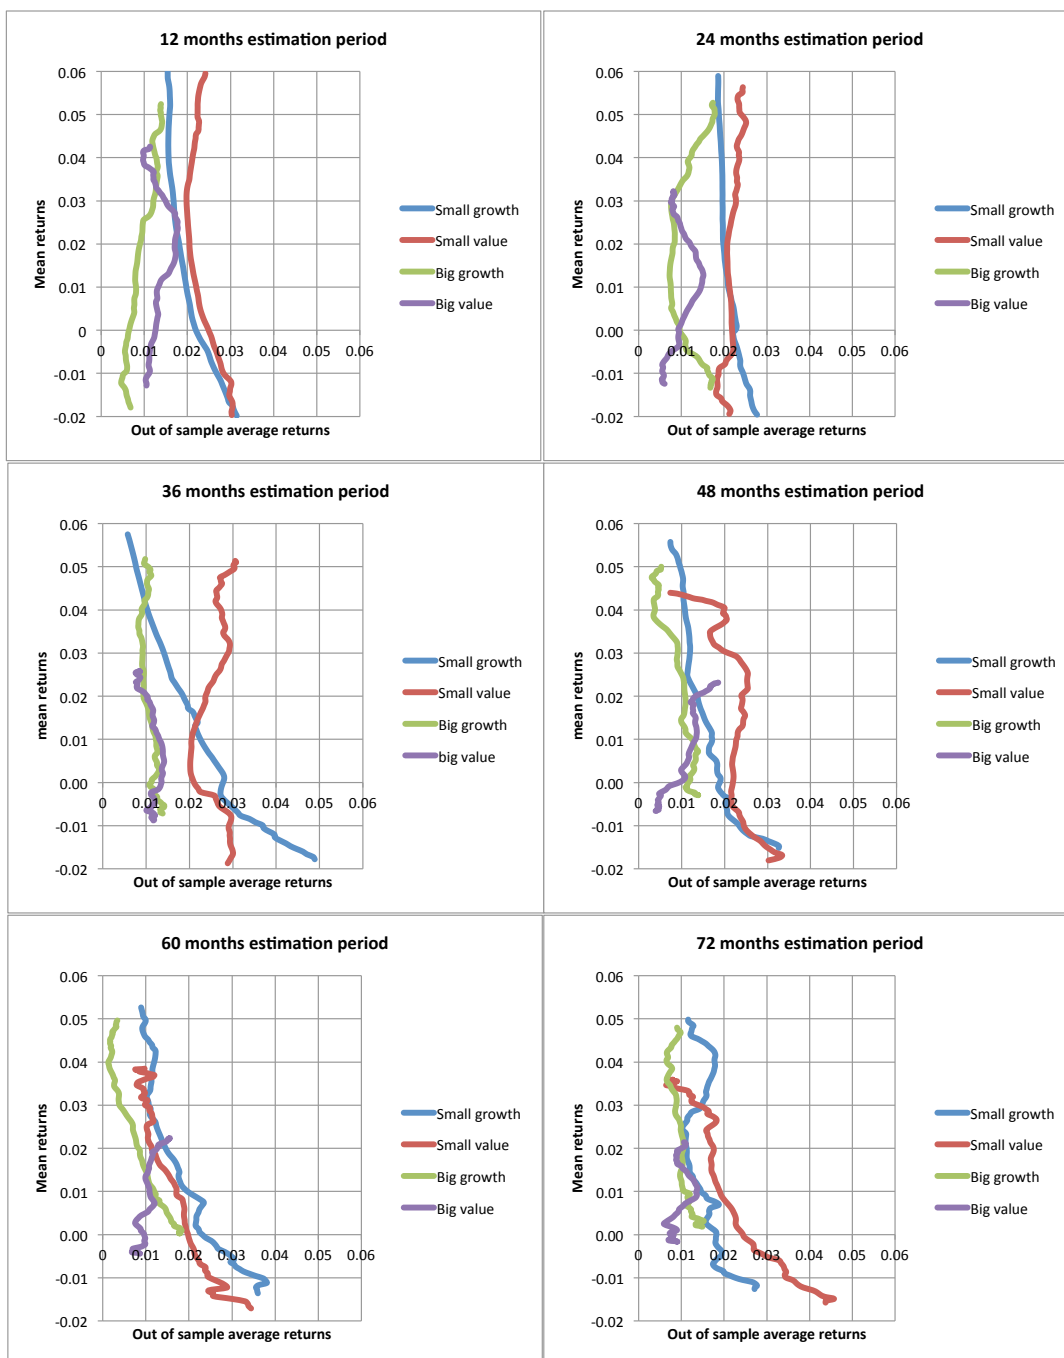 12 months estimation period
0.06
0.05
0.04
0.03
0.02
0.01
0
-0.01
-0.02
Mean returns
0 0.01 0.02 0.03 0.04 0.05 0.06
Out of sample average returns
Small growth
Small value
Big growth
Big value
24 months estimation period
0.06
0.05
0.04
0.03
0.02
0.01
0.00
-0.01
-0.02
Mean returns
0 0.01 0.02 0.03 0.04 0.05 0.06
Out of sample average returns
Small growth
Small value
Big growth
Big value
36 months estimation period
0.06
0.05
0.04
0.03
0.02
0.01
0.00
-0.01
-0.02
mean returns
0 0.01 0.02 0.03 0.04 0.05 0.06
Out of sample average returns
Small growth
Small value
Big growth
big value
48 months estimation period
0.06
0.05
0.04
0.03
0.02
0.01
0.00
-0.01
-0.02
Mean returns
0 0.01 0.02 0.03 0.04 0.05 0.06
Out of sample average returns
Small growth
Small value
Big growth
Big value
60 months estimation period
0.06
0.05
0.04
0.03
0.02
0.01
0.00
-0.01
-0.02
Mean returns
0 0.01 0.02 0.03 0.04 0.05 0.06
Out of sample average returns
Small growth
Small value
Big growth
Big value
72 months estimation period
0.06
0.05
0.04
0.03
0.02
0.01
0.00
-0.01
-0.02
Mean returns
0 0.01 0.02 0.03 0.04 0.05 0.06
Out of sample average returns
Small growth
Small value
Big growth
Big value